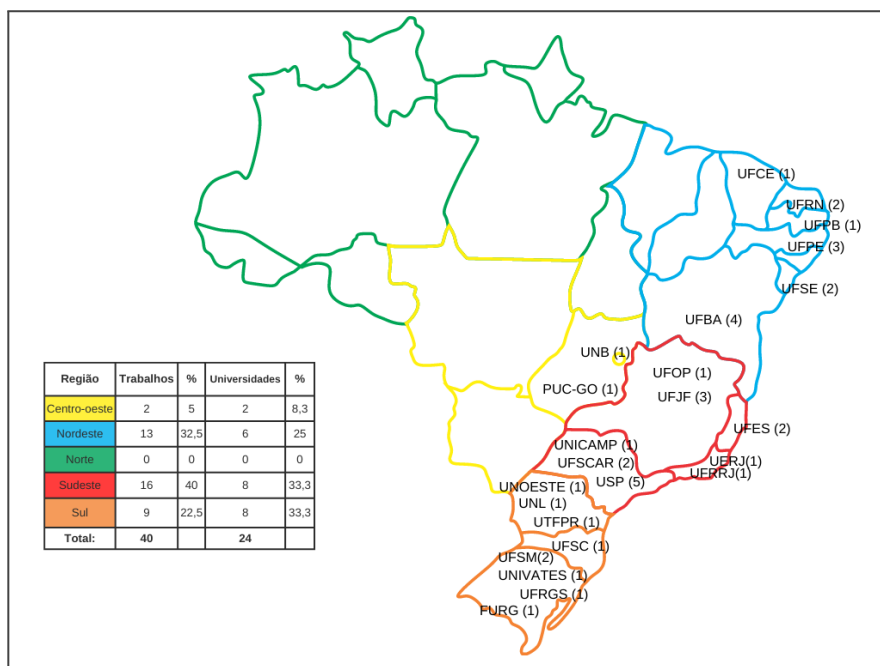 UFCE (1)
UFRN (2)
UFPB (1)
UFPE (3)
UFSE (2)
UFBA (4)
UNB (1)
PUC-GO (1)
UFOP (1)
UFJF (3)
UFES (2)
UFRJ(1)
UFRRJ(1)
UNICAMP (1)
UFSCAR (2)
USP (5)
UNOESTE (1)
UNL (1)
UTFPR (1)
UFSC (1)
UFSM(2)
UNIVATES (1)
UFRGS (1)
FURG (1)
Região Trabalhos % Universidades %
Centro-oeste 2 5 2 8,3
Nordeste 13 32,5 6 25
Norte 0 0 0 0
Sudeste 16 40 8 33,3
Sul 9 22,5 8 33,3
Total: 40 24